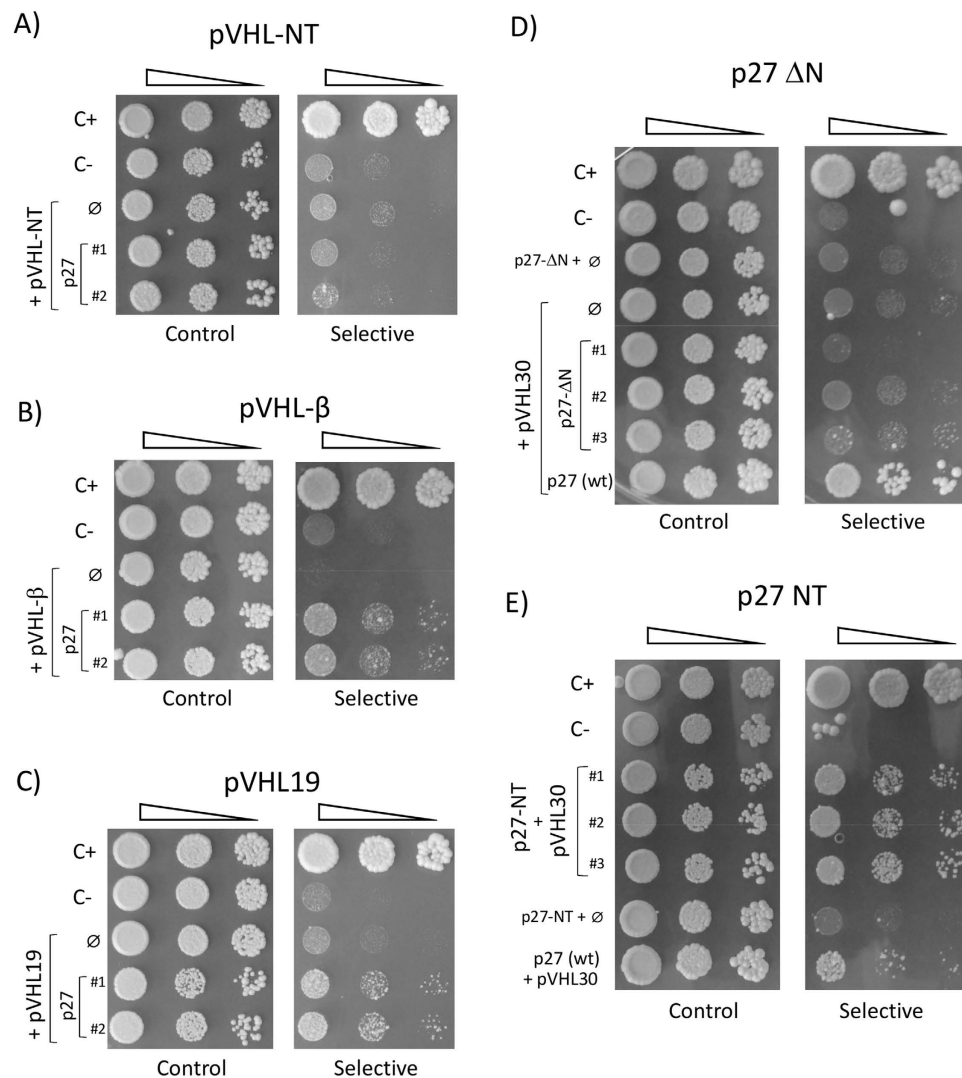 A)
pVHL-NT
C+
C-
Ø
#1
#2
p27
+ pVHL-NT
Control
Selective
B)
pVHL-β
C+
C-
Ø
#1
#2
p27
+ pVHL-β
Control
Selective
C)
pVHL19
C+
C-
Ø
#1
#2
p27
+ pVHL19
Control
Selective
D)
p27 ΔN
C+
C-
p27-ΔN + Ø
Ø
#1
#2
#3
p27-ΔN
+ pVHL30
p27 (wt)
Control
Selective
E)
p27 NT
C+
C-
#1
#2
#3
p27-NT
+
pVHL30
p27-NT + Ø
p27 (wt)
+ pVHL30
Control
Selective